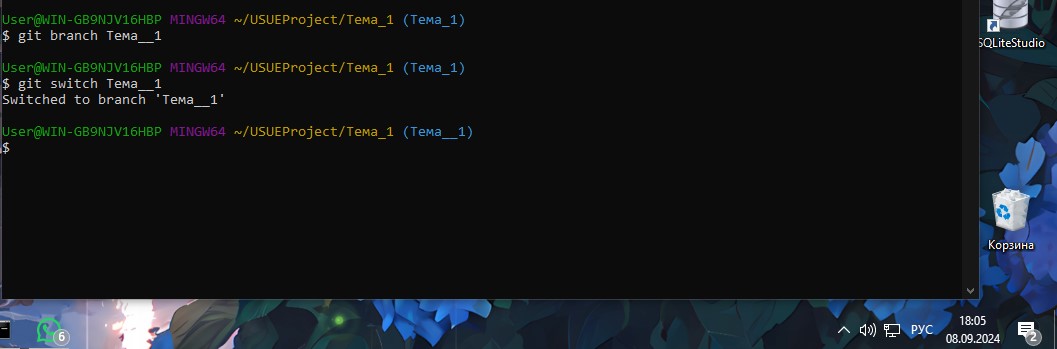 User@WIN-GB9NJV16HBP MINGW64 ~/USUEProject/Тема_1 (Тема_1)
$ git branch Тема__1
User@WIN-GB9NJV16HBP MINGW64 ~/USUEProject/Тема_1 (Тема_1)
$ git switch Тема__1
Switched to branch 'Тема__1'
User@WIN-GB9NJV16HBP MINGW64 ~/USUEProject/Тема_1 (Тема__1)
$
SQLiteStudio
Корзина
6
РУС
18:05
08.09.2024
2